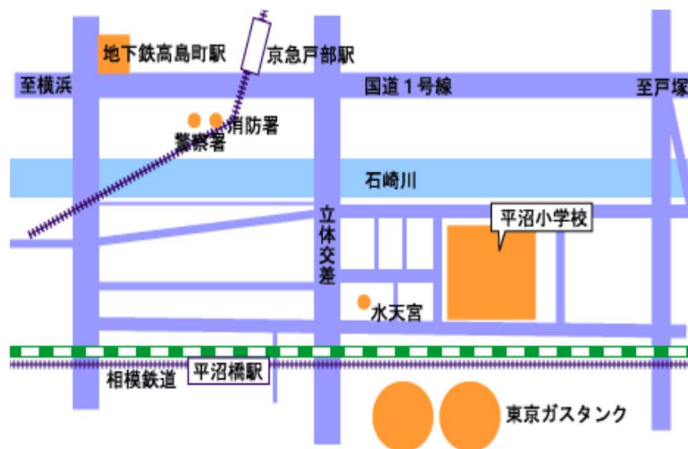 地下鉄高島町駅
京急戸部駅
至横浜
国道１号線
至戸塚
消防署
警察署
石崎川
立体交差
平沼小学校
水天宮
平沼橋駅
相模鉄道
東京ガスタンク